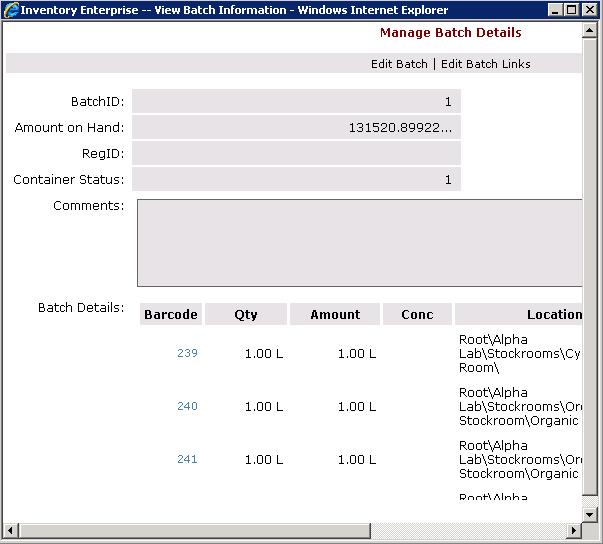 Inventory Enterprise -- View Batch Information - Windows Internet Explorer
Manage Batch Details
Edit Batch | Edit Batch Links
BatchID: 1
Amount on Hand: 131520.89922...
RegID:
Container Status: 1
Comments:
Batch Details:
Barcode Qty Amount Conc Location
239 1.00 L 1.00 L Root\Alpha
Lab\Stockrooms\Cy
Room\
240 1.00 L 1.00 L Root\Alpha
Lab\Stockrooms\Or
Stockroom\Organic
241 1.00 L 1.00 L Root\Alpha
Lab\Stockrooms\Or
Stockroom\Organic
Root\Alpha